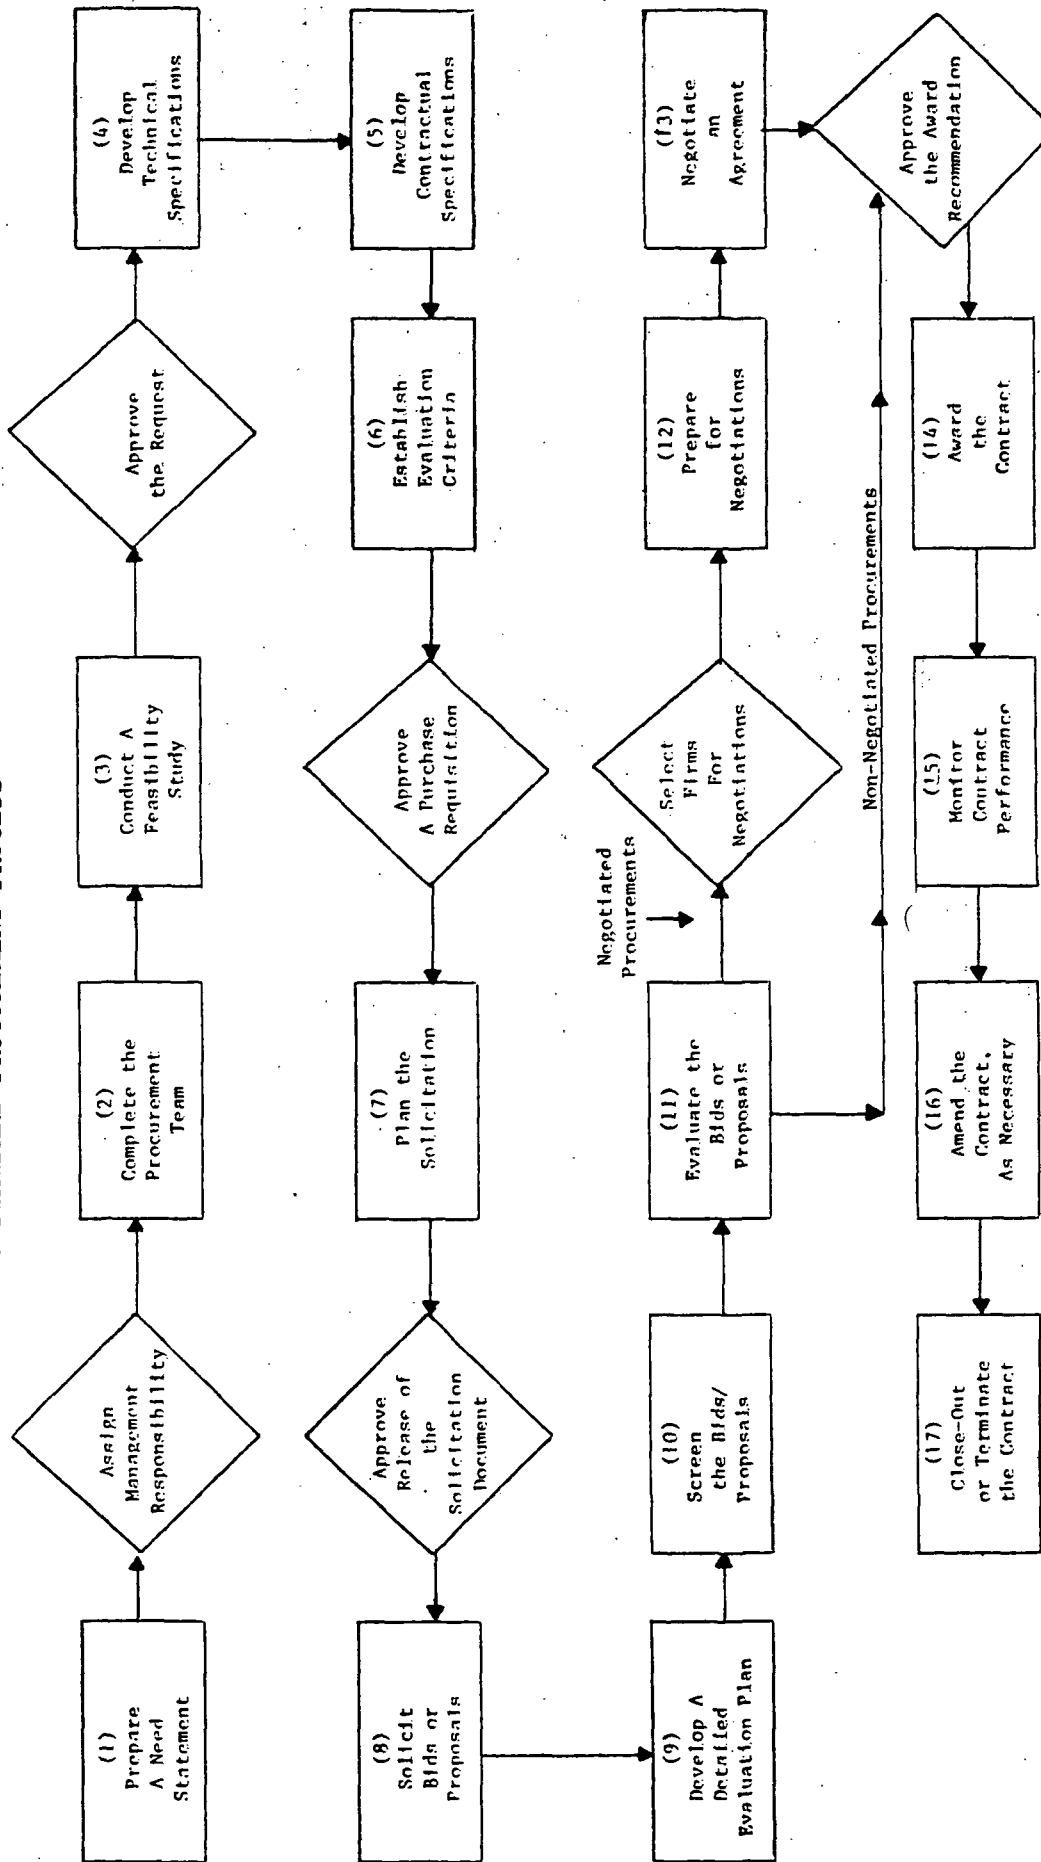 (1)
Prepare
A Need
Statement
Assign
Management
Responsibility
(2)
Complete the
Procurement
Team
(3)
Conduct A
Feasibility
Study
Approve
the Request
(4)
Develop
Technical
Specifications
(5)
Develop
Contractual
Specifications
(6)
Establish
Evaluation
Criteria
Approve
A Purchase
Requisition
(7)
Plan the
Solicitation
Approve
Release of
the
Solicitation
Document
(8)
Solicit
Bids or
Proposals
(9)
Develop A
Detailed
Evaluation Plan
(10)
Screen
the Bids/
Proposals
(11)
Evaluate the
Bids or
Proposals
Negotiated
Procurements
Select
Firms
For
Negotiations
(12)
Prepare
for
Negotiations
(13)
Negotiate
an
Agreement
Non-Negotiated Procurements
Approve
the Award
Recommendation
(14)
Award
the
Contract
(15)
Monitor
Contract
Performance
(16)
Amend the
Contract,
As Necessary
(17)
Close-Out
or Terminate
the Contract